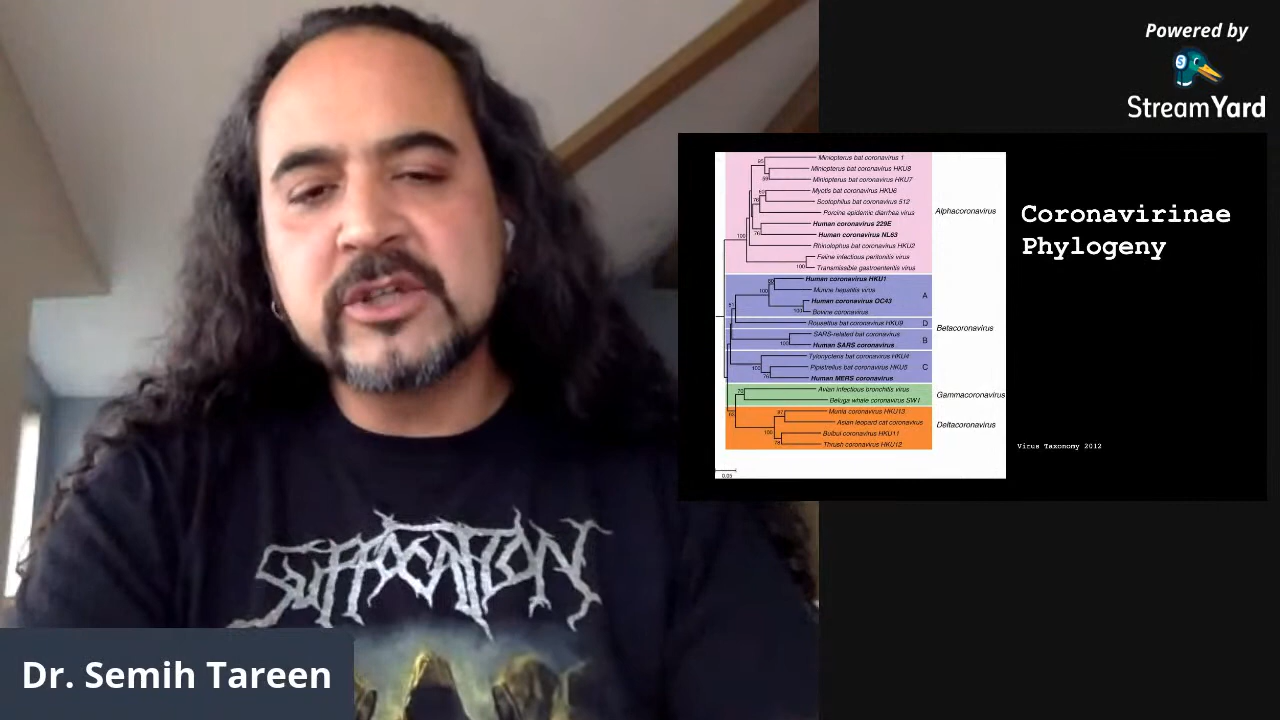 Powered by
StreamYard
Miniopterus bat coronavirus 1
Miniopterus bat coronavirus HKU8
Miniopterus bat coronavirus HKU7
Myotis bat coronavirus HKU6
Scotophilus bat coronavirus 512
Porcine epidemic diarrhea virus
Human coronavirus 229E
Human coronavirus NL63
Rhinolophus bat coronavirus HKU2
Feline infectious peritonitis virus
Transmissible gastroenteritis virus
Alphacoronavirus
Human coronavirus HKU1
Murine hepatitis virus
Human coronavirus OC43
Bovine coronavirus
A
Rousettus bat coronavirus HKU9
D
SARS-related bat coronavirus
Human SARS coronavirus
B
Tylonycteris bat coronavirus HKU4
Pipistrellus bat coronavirus HKU5
Human MERS coronavirus
C
Betacoronavirus
Avian infectious bronchitis virus
Beluga whale coronavirus SW1
Gammacoronavirus
Munia coronavirus HKU13
Asian leopard cat coronavirus
Bulbul coronavirus HKU11
Thrush coronavirus HKU12
Deltacoronavirus
0.05
Coronavirinae
Phylogeny
Virus Taxonomy 2012
SUFFOCATION
Dr. Semih Tareen